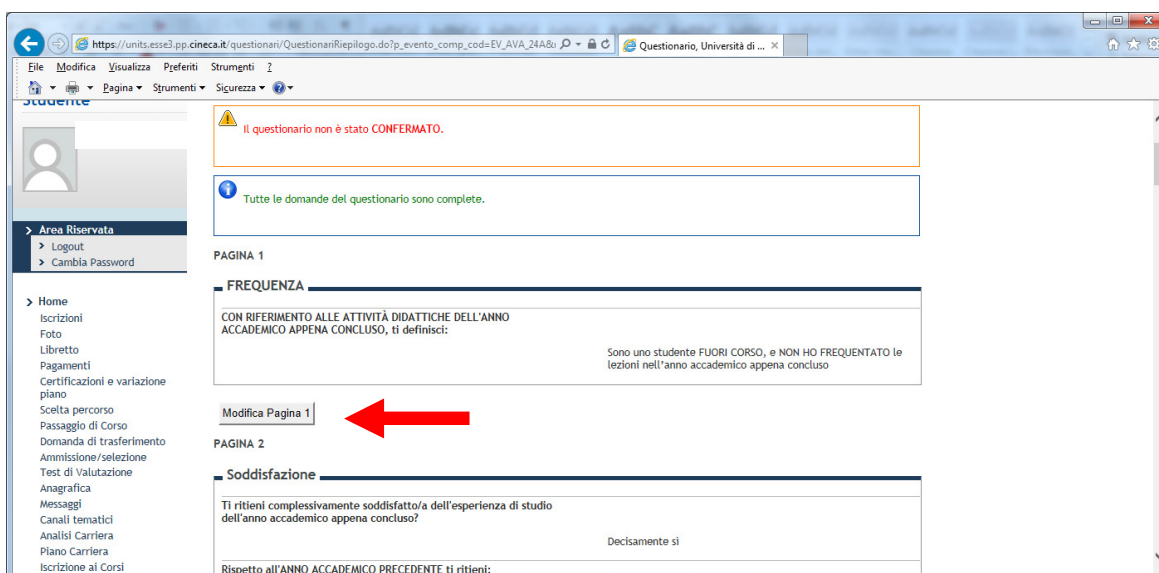 https://units.esse3.pp.cineca.it/questionari/QuestionariRiepilogo.do?p_evento_comp_cod=EV_AVA_24A8
Questionario, Università di ...
File Modifica Visualizza Preferiti Strumenti ?
Pagina Strumenti Sicurezza
Studente
Il questionario non è stato CONFERMATO.
Tutte le domande del questionario sono complete.
Area Riservata
Logout
Cambia Password
PAGINA 1
FREQUENZA
CON RIFERIMENTO ALLE ATTIVITÀ DIDATTICHE DELL'ANNO
ACCADEMICO APPENA CONCLUSO, ti definisci:
Sono uno studente FUORI CORSO, e NON HO FREQUENTATO le
lezioni nell'anno accademico appena concluso
Modifica Pagina 1
PAGINA 2
Soddisfazione
Ti ritieni complessivamente soddisfatto/a dell'esperienza di studio
dell'anno accademico appena concluso?
Decisamente sì
Rispetto all'ANNO ACCADEMICO PRECEDENTE ti ritieni:
Home
Iscrizioni
Foto
Libretto
Pagamenti
Certificazioni e variazione
piano
Scelta percorso
Passaggio di Corso
Domanda di trasferimento
Ammissione/selezione
Test di Valutazione
Anagrafica
Messaggi
Canali tematici
Analisi Carriera
Piano Carriera
Iscrizione ai Corsi